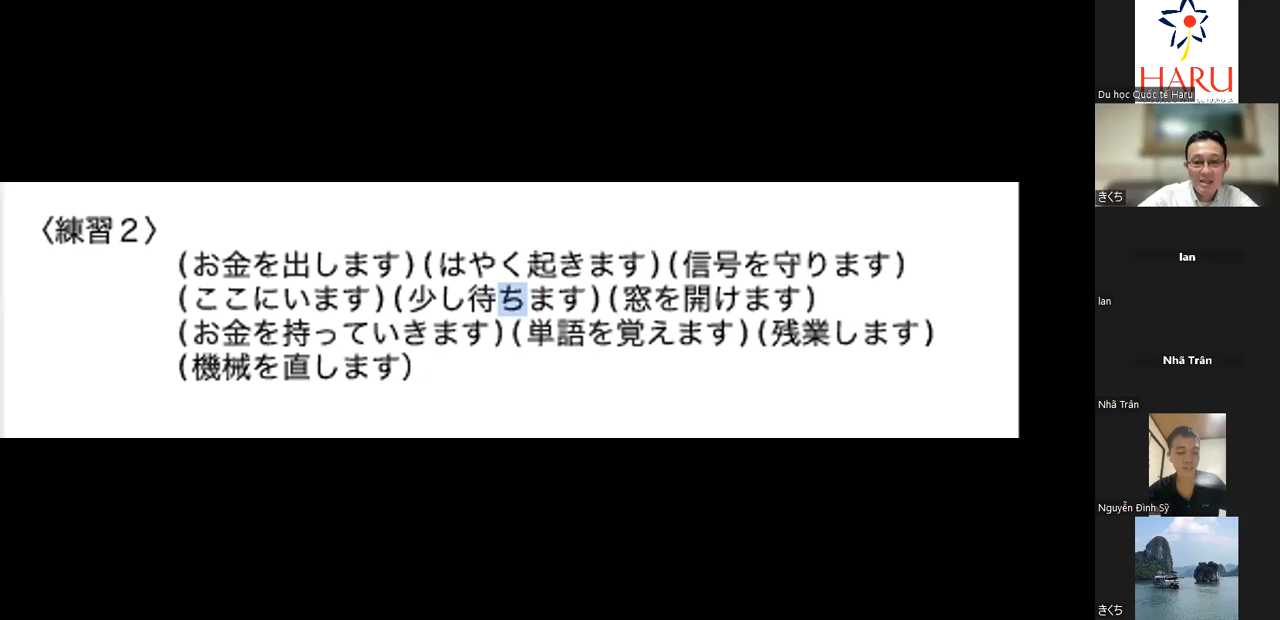 〈練習２〉
(お金を出します)(はやく起きます)(信号を守ります)
(ここにいます)(少し待ちます)(窓を開けます)
(お金を持っていきます)(単語を覚えます)(残業します)
(機械を直します)
HARU
Du học Quốc tế Haru
きくち
lan
lan
Nhã Trân
Nhã Trân
Nguyễn Đình Sỹ
きくち